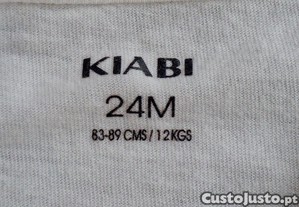 KIABI
24M
83-89 CMS / 12KGS
CustoJusto.pt